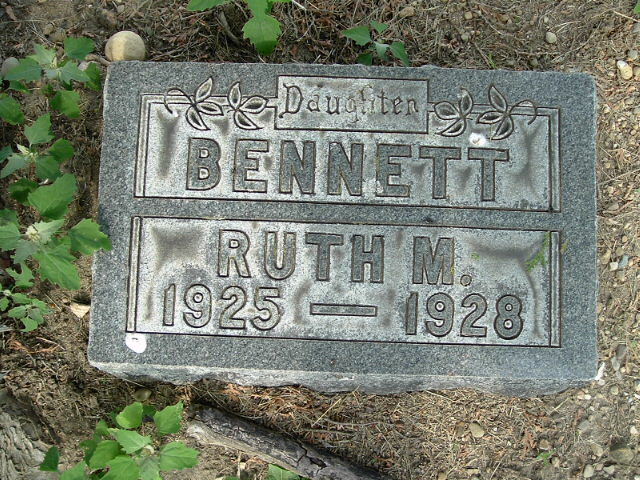 Daughter
BENNETT
RUTH M.
1925 — 1928